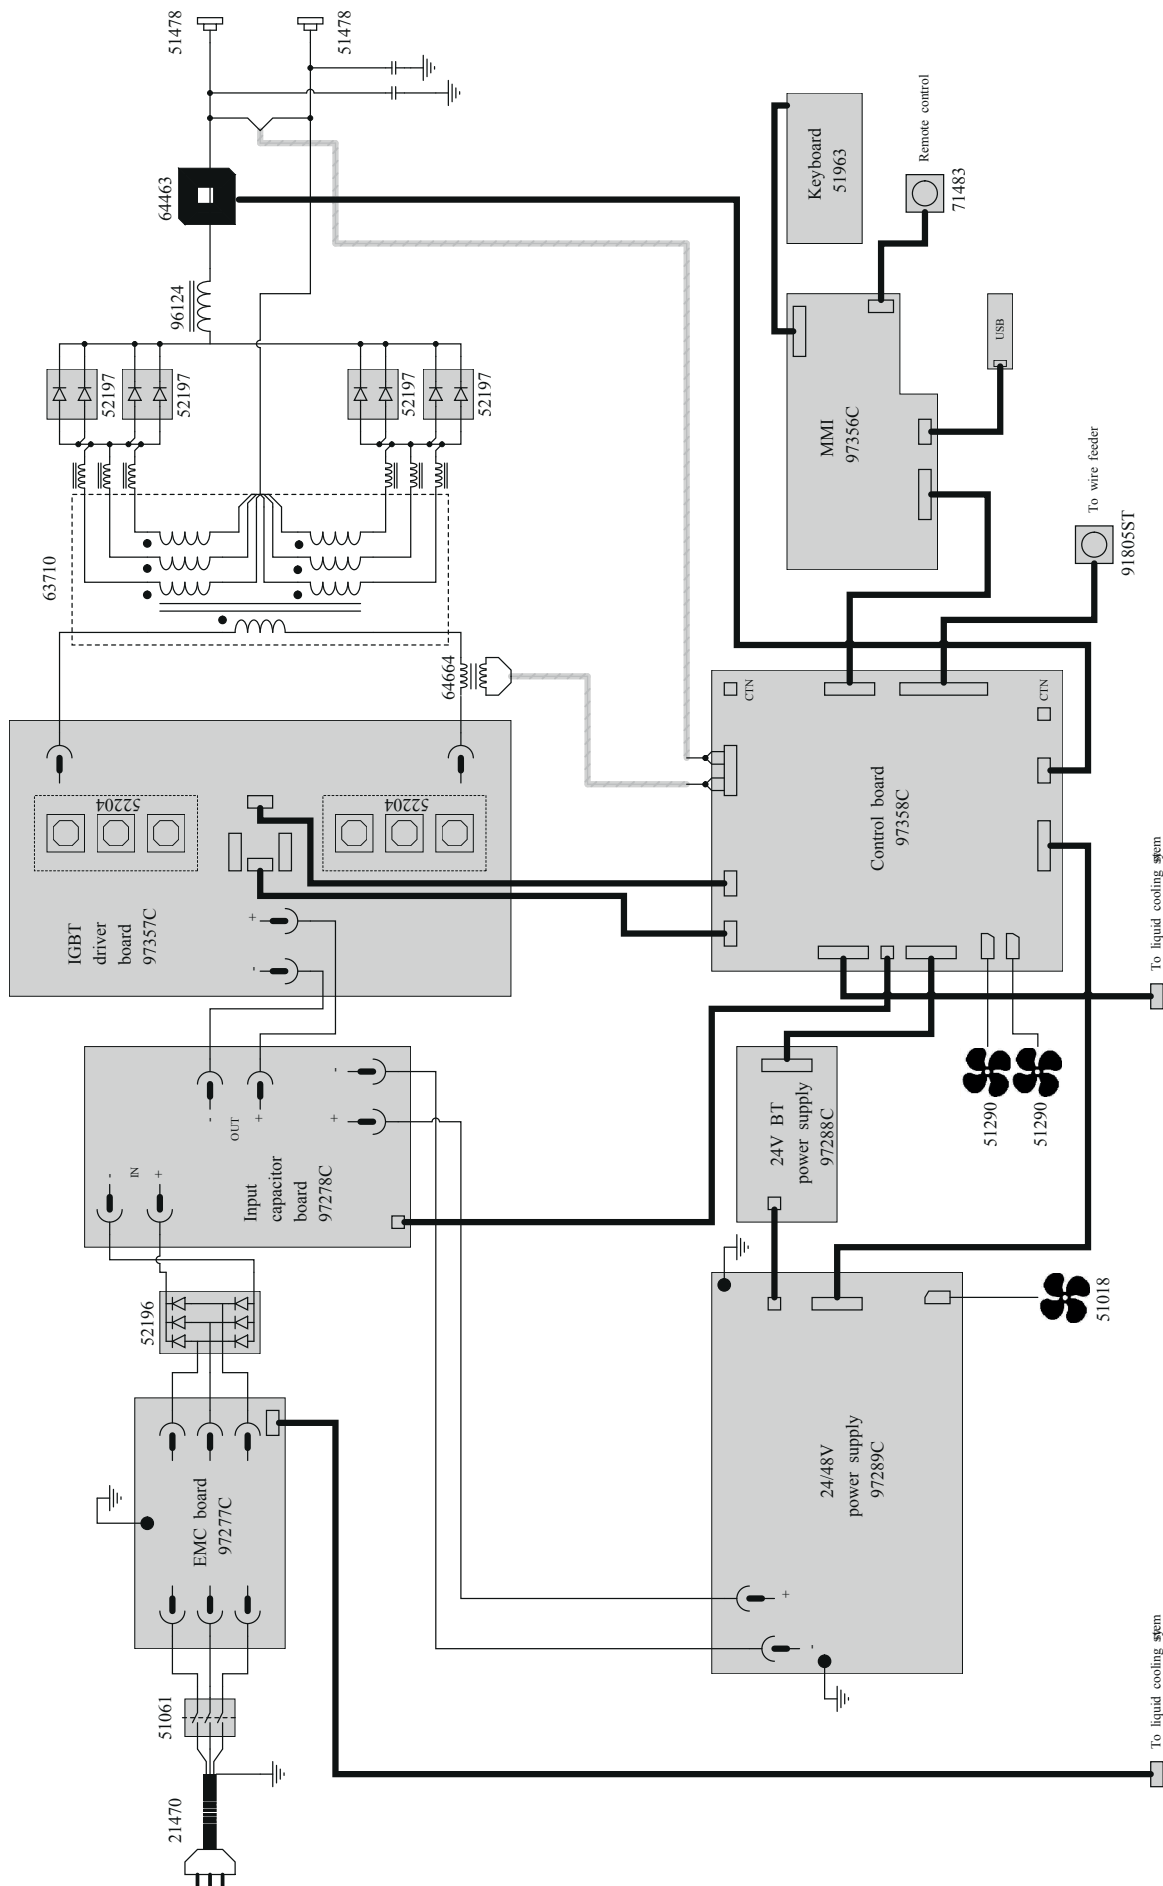 21470
51061
EMC board
97277C
52196
Input
capacitor
board
97278C
-
IN
+
-
OUT
+
+
-
IGBT
driver
board
97357C
-
+
52204
52204
63710
64664
52197
52197
52197
52197
96124
64463
51478
51478
24/48V
power supply
97289C
+
-
51018
24V BT
power supply
97288C
51290
51290
Control board
97358C
CTN
CTN
MMI
97356C
Keyboard
51963
USB
Remote control
71483
To wire feeder
91805ST
To liquid cooling system
To liquid cooling system